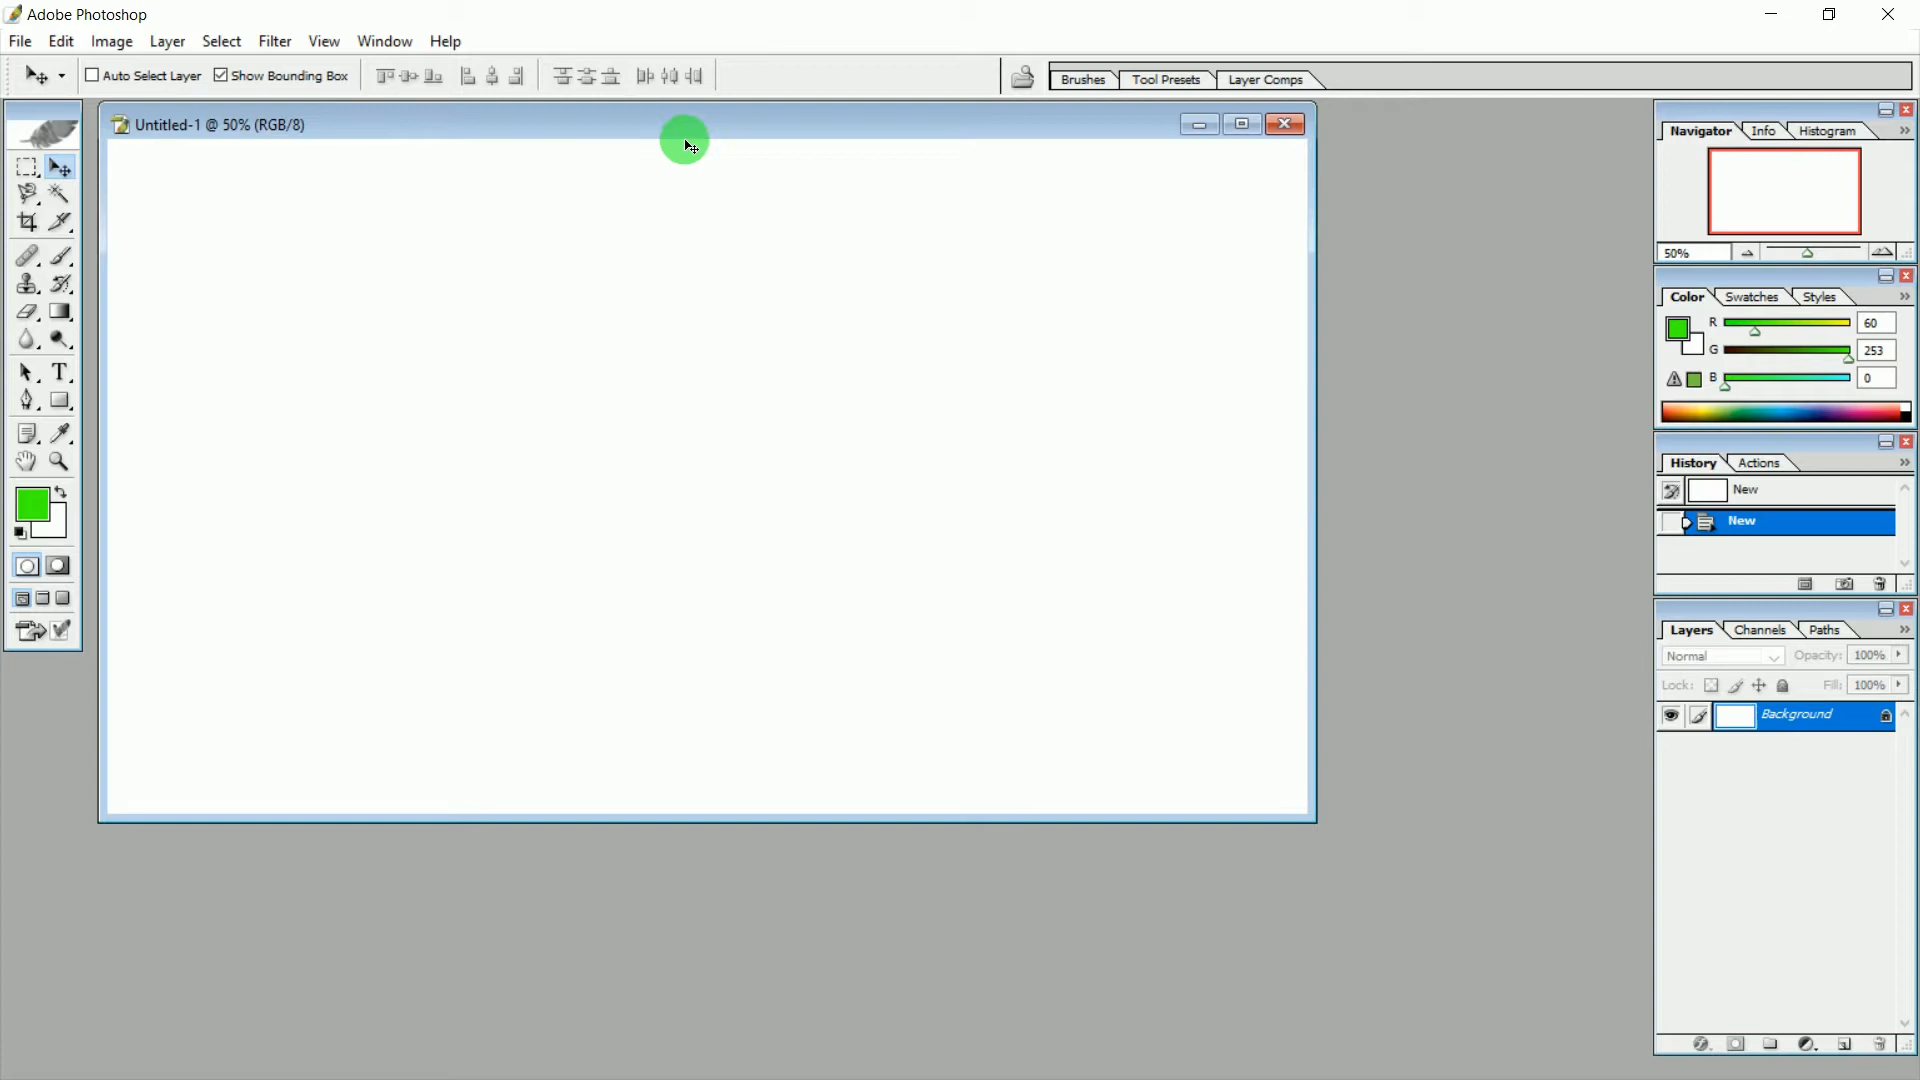 Adobe Photoshop
File Edit Image Layer Select Filter View Window Help
Auto Select Layer Show Bounding Box
Brushes Tool Presets Layer Comps
Untitled-1 @ 50% (RGB/8)
T
Navigator Info Histogram
50%
Color Swatches Styles
R 60
G 253
B 0
History Actions
New
New
Layers Channels Paths
Normal Opacity: 100%
Lock: Fill: 100%
Background